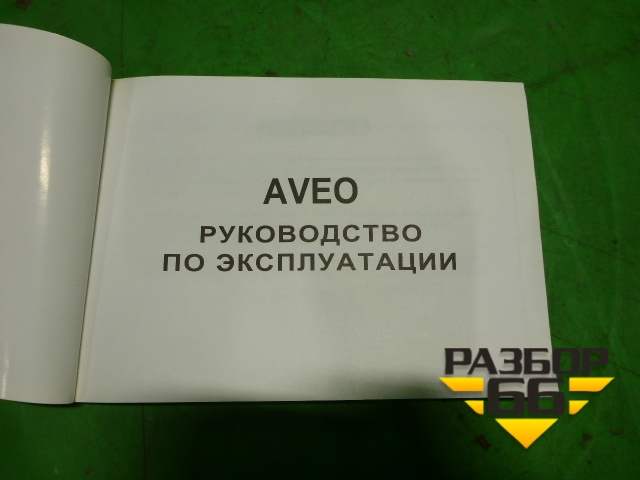 AVEO
РУКОВОДСТВО
ПО ЭКСПЛУАТАЦИИ
РАЗБОР
66